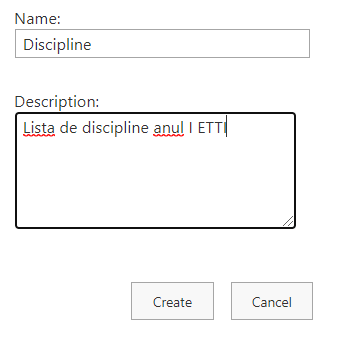 Name:
Discipline
Description:
Lista de discipline anul I ETTI
Create
Cancel